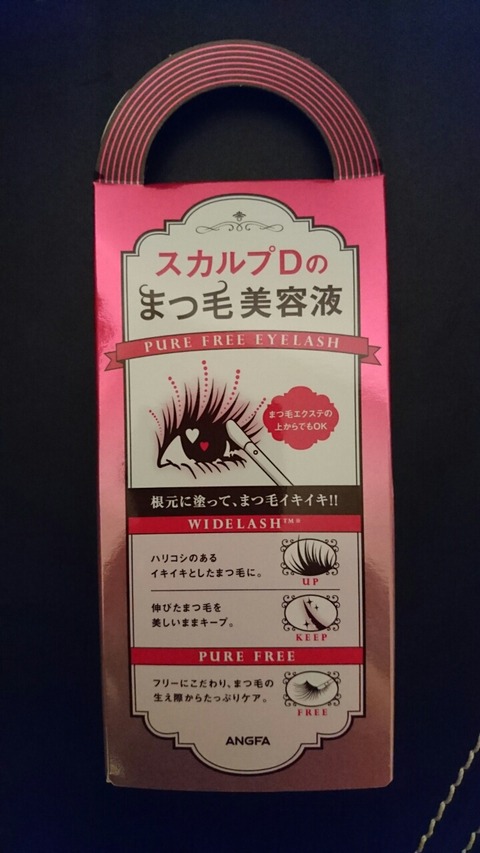 スカルプDの
まつ毛美容液
PURE FREE EYELASH
まつ毛エクステの
上からでもOK
根元に塗って、まつ毛イキイキ!!
WIDELASH™※
ハリコシのある
イキイキとしたまつ毛に。
UP
伸びたまつ毛を
美しいままキープ。
KEEP
PURE FREE
フリーにこだわり、まつ毛の
生え際からたっぷりケア。
FREE
ANGFA